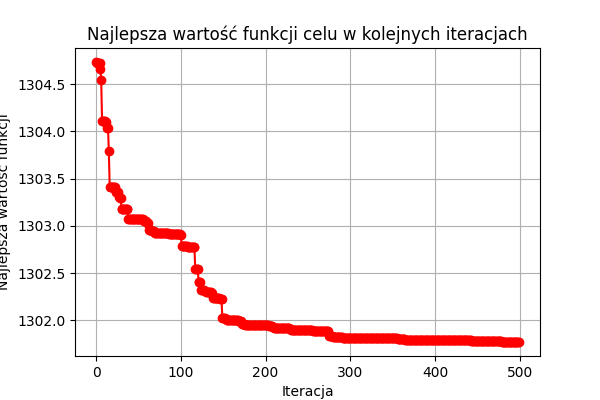 Najlepsza wartość funkcji celu w kolejnych iteracjach
Najlepsza wartość funkcji
1304.5
1304.0
1303.5
1303.0
1302.5
1302.0
0 100 200 300 400 500
Iteracja